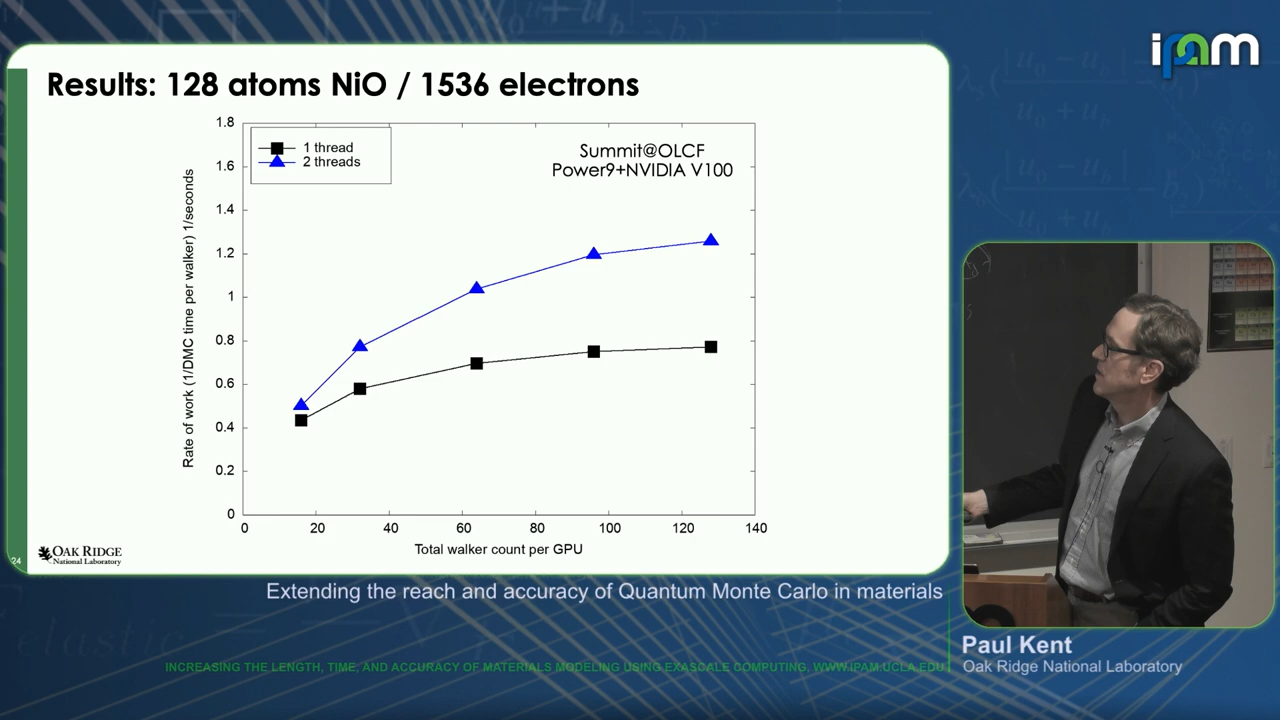 ipam
Results: 128 atoms NiO / 1536 electrons
1 thread
2 threads
Summit@OLCF
Power9+NVIDIA V100
Rate of work (1/DMC time per walker) 1/seconds
1.8
1.6
1.4
1.2
1
0.8
0.6
0.4
0.2
0
0 20 40 60 80 100 120 140
Total walker count per GPU
24
OAK RIDGE
National Laboratory
Extending the reach and accuracy of Quantum Monte Carlo in materials
Paul Kent
Oak Ridge National Laboratory
INCREASING THE LENGTH, TIME, AND ACCURACY OF MATERIALS MODELING USING EXASCALE COMPUTING, WWW.IPAM.UCLA.EDU
elastic